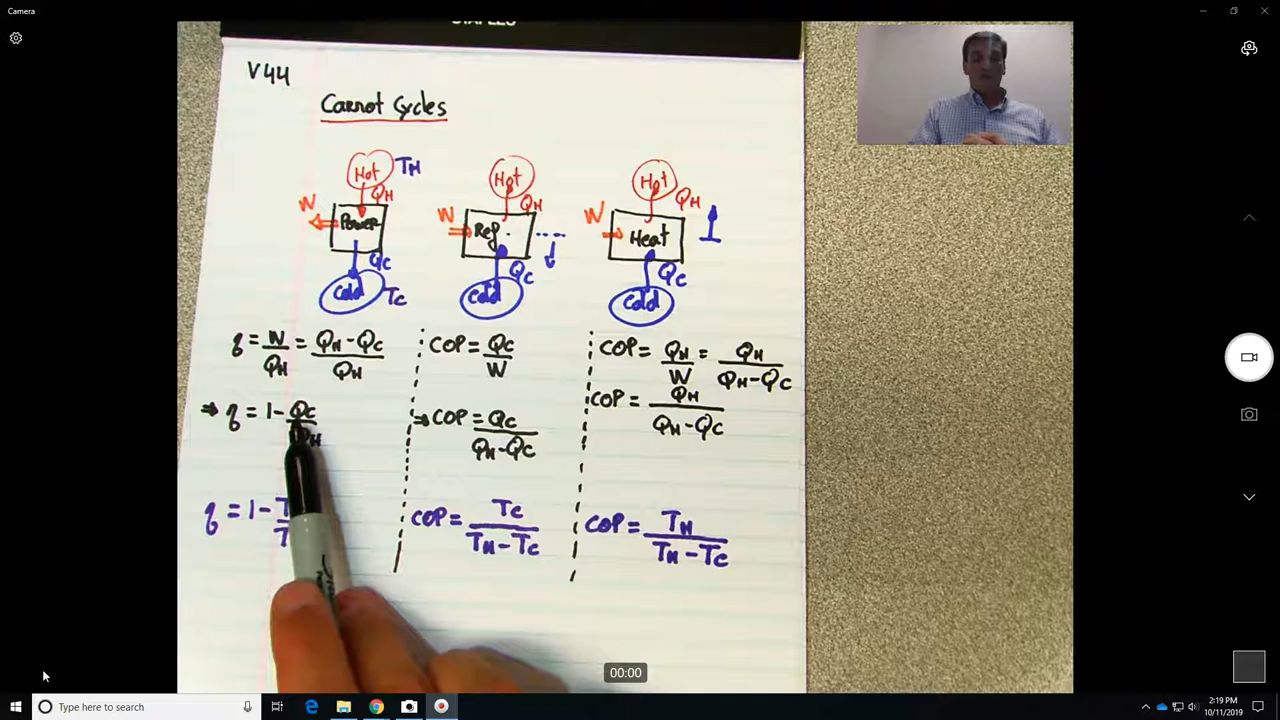 Camera
STAPLES
V44
Carnot Cycles
Hot TH
QH
W
Power
QC
Cold TC
Hot
QH
W
Ref.
QC
Cold
Hot
QH
W
Heat
QC
Cold
η = W/QH = QH - QC/QH
⇒ η = 1 - QC/QH
η = 1 - T
T
COP = QC/W
⇒ COP = QC/QH - QC
COP = TC/TH - TC
COP = QH/W = QH/QH - QC
COP = QH/QH - QC
COP = TH/TH - TC
00:00
Type here to search
2:19 PM
10/11/2019